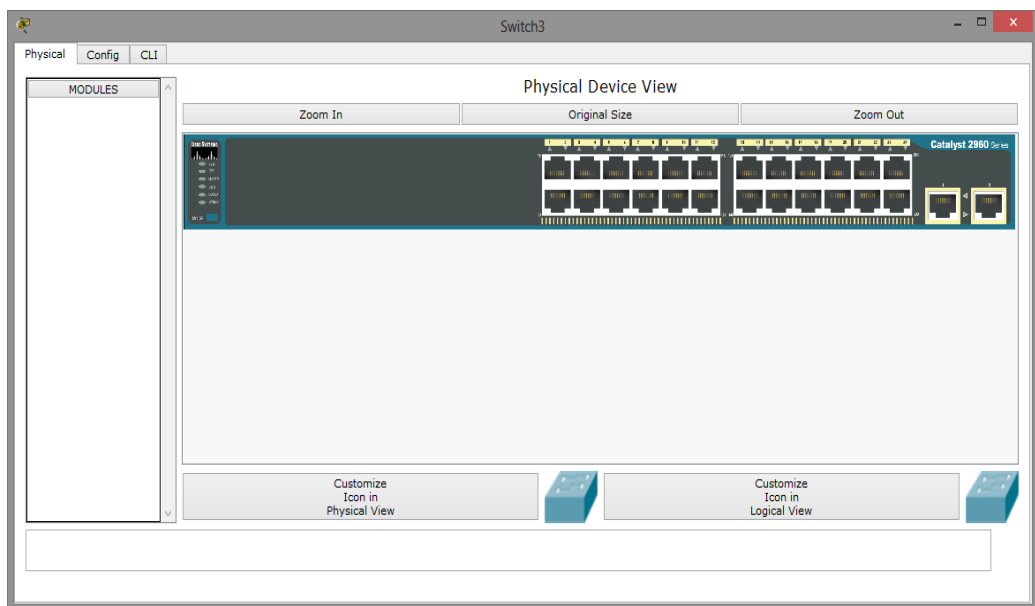 Switch3
Physical Config CLI
MODULES
Physical Device View
Zoom In Original Size Zoom Out
Catalyst 2960 Series
Customize
Icon in
Physical View
Customize
Icon in
Logical View